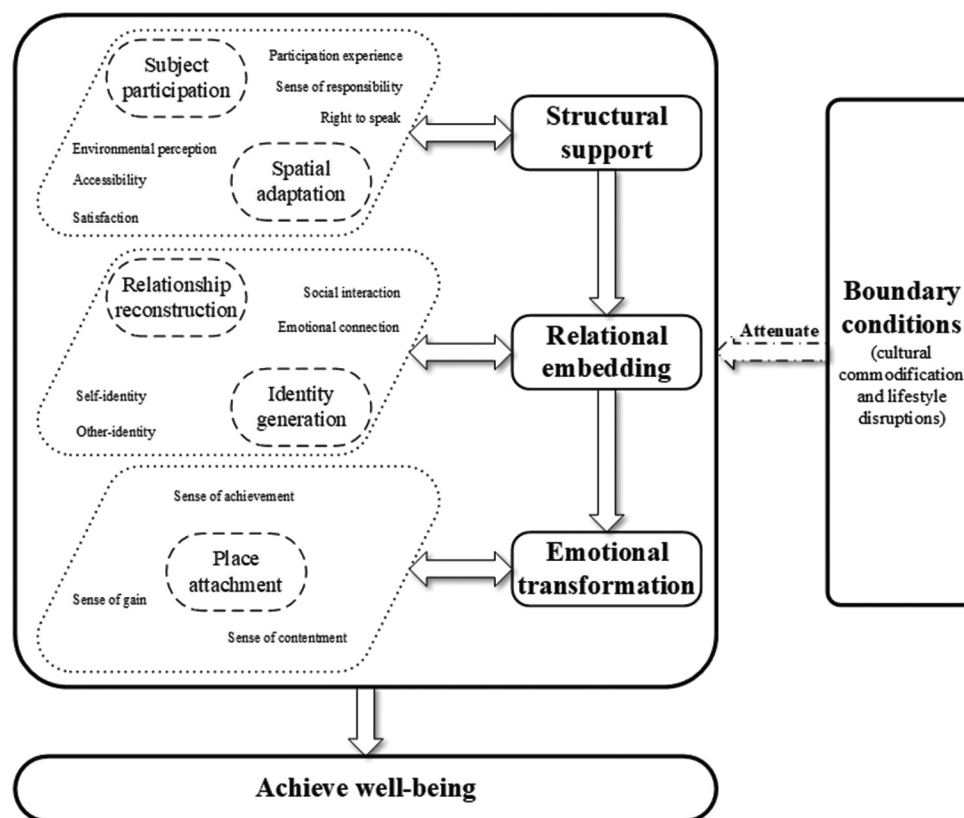 Subject
participation
Participation experience
Sense of responsibility
Right to speak
Environmental perception
Accessibility
Satisfaction
Spatial
adaptation
Structural
support
Relationship
reconstruction
Social interaction
Emotional connection
Self-identity
Other-identity
Identity
generation
Relational
embedding
Attenuate
Boundary
conditions
(cultural
commodification
and lifestyle
disruptions)
Sense of achievement
Place
attachment
Sense of gain
Sense of contentment
Emotional
transformation
Achieve well-being